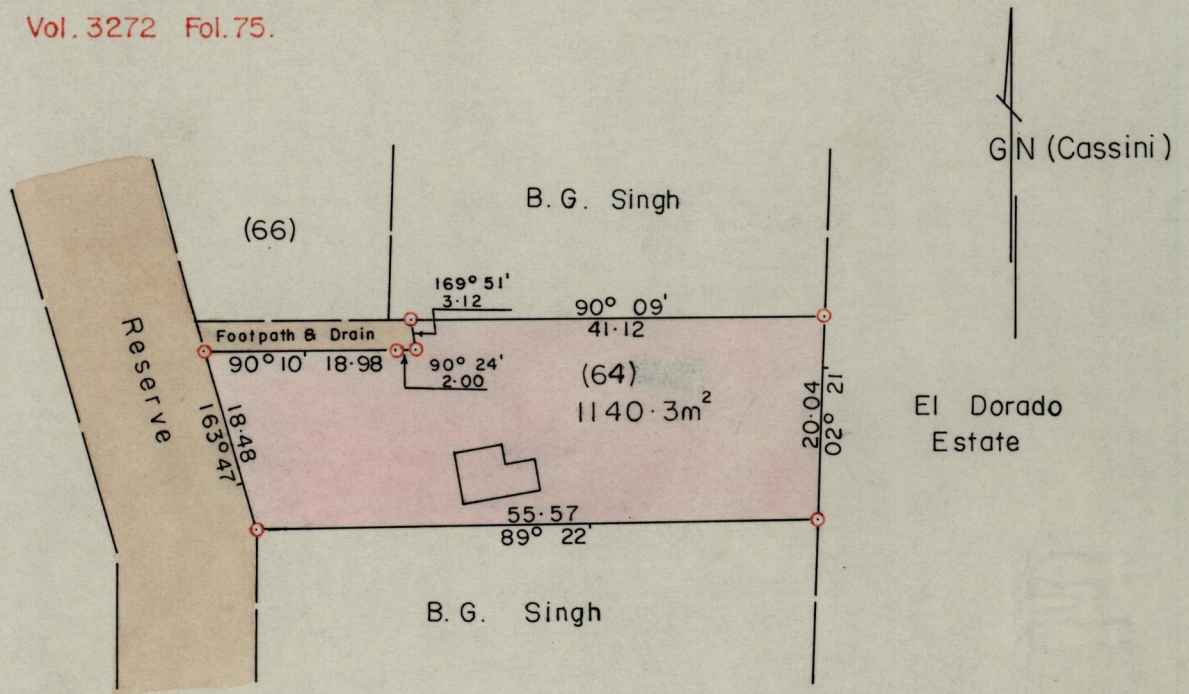 Vol. 3272 Fol. 75.
G N (Cassini)
B. G. Singh
(66)
169° 51'
3·12
90° 09'
41·12
Footpath & Drain
90° 10' 18·98
90° 24'
2·00
(64)
1140·3m²
Reserve
18·48
163° 47'
20·04
02° 21'
El Dorado
Estate
55·57
89° 22'
B. G. Singh